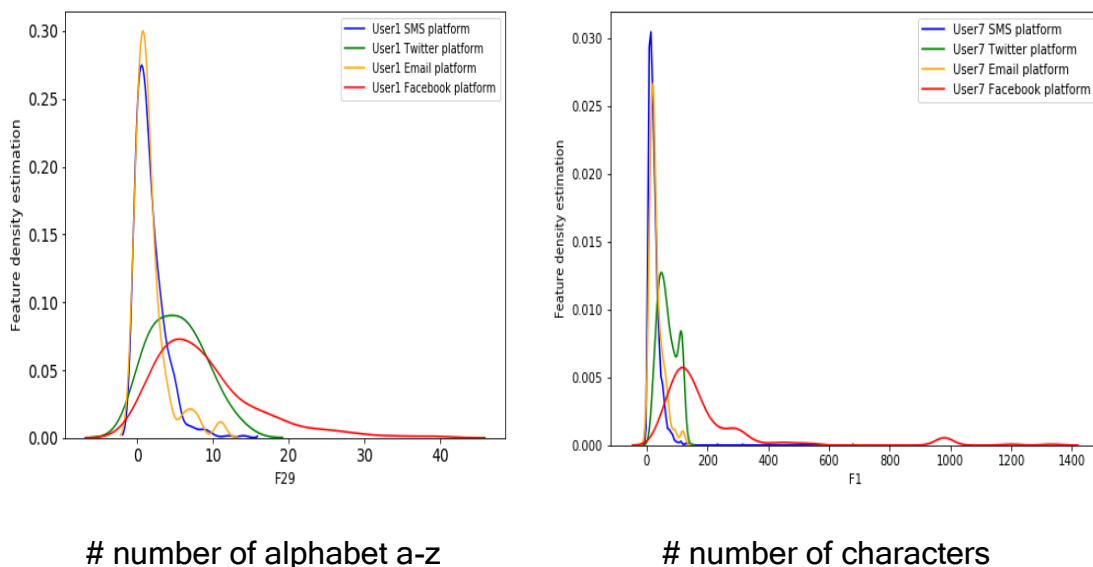 User1 SMS platform
User1 Twitter platform
User1 Email platform
User1 Facebook platform
Feature density estimation
0.30
0.25
0.20
0.15
0.10
0.05
0.00
0 10 20 30 40
F29
# number of alphabet a-z
User7 SMS platform
User7 Twitter platform
User7 Email platform
User7 Facebook platform
Feature density estimation
0.030
0.025
0.020
0.015
0.010
0.005
0.000
0 200 400 600 800 1000 1200 1400
F1
# number of characters